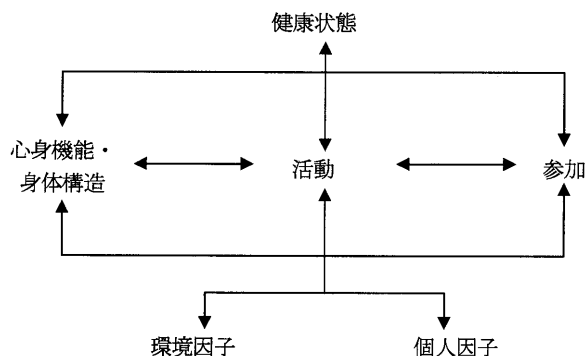 健康状態
心身機能・
身体構造
活動
参加
環境因子
個人因子